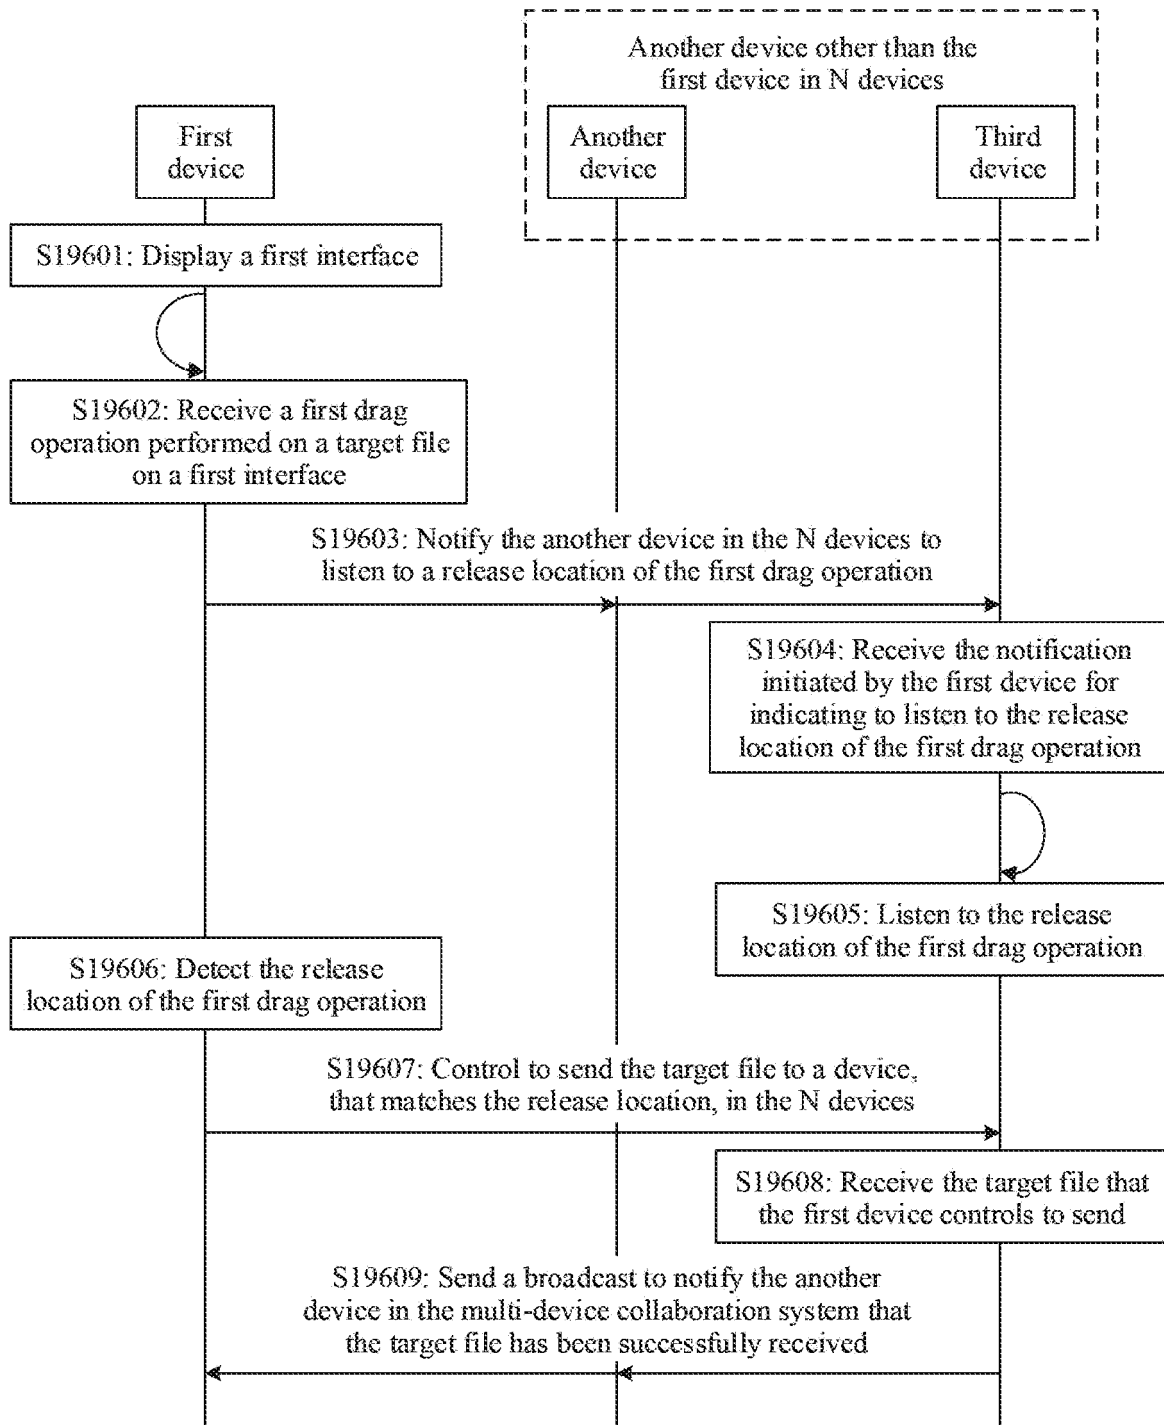 Another device other than the
first device in N devices
First
device
Another
device
Third
device
S19601: Display a first interface
S19602: Receive a first drag
operation performed on a target file
on a first interface
S19603: Notify the another device in the N devices to
listen to a release location of the first drag operation
S19604: Receive the notification
initiated by the first device for
indicating to listen to the release
location of the first drag operation
S19605: Listen to the release
location of the first drag operation
S19606: Detect the release
location of the first drag operation
S19607: Control to send the target file to a device,
that matches the release location, in the N devices
S19608: Receive the target file that
the first device controls to send
S19609: Send a broadcast to notify the another
device in the multi-device collaboration system that
the target file has been successfully received